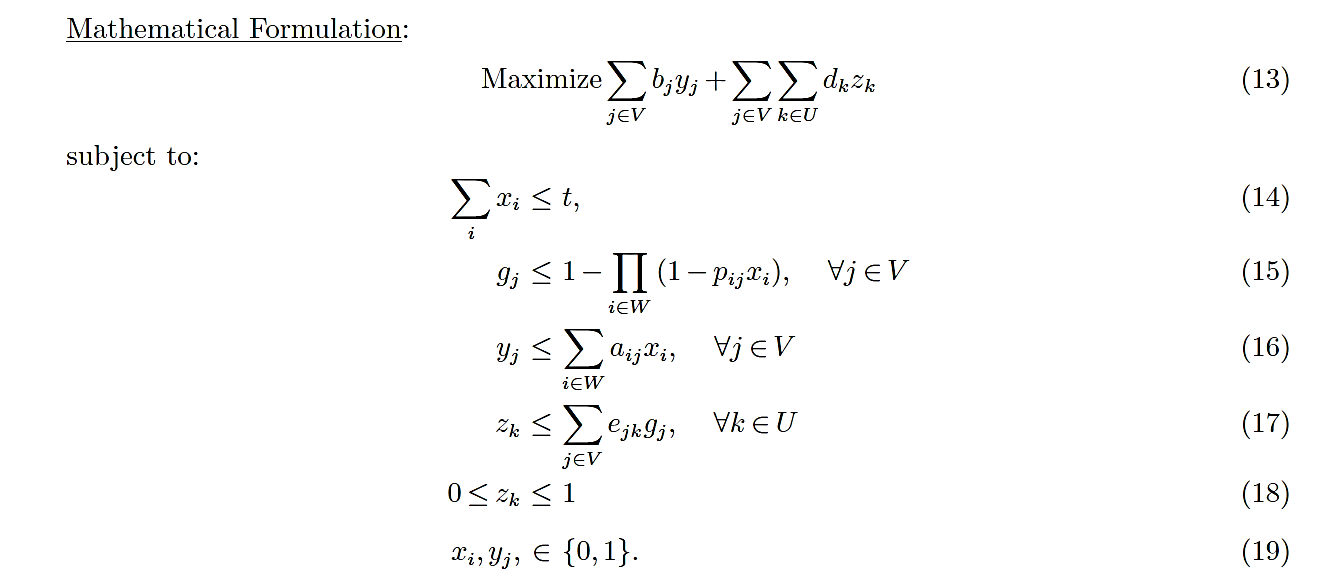 Mathematical Formulation:
Maximize ∑_{j∈V} b_j y_j + ∑_{j∈V} ∑_{k∈U} d_k z_k (13)
subject to:
∑_i x_i ≤ t, (14)
g_j ≤ 1 − ∏_{i∈W} (1 − p_{ij} x_i), ∀j ∈ V (15)
y_j ≤ ∑_{i∈W} a_{ij} x_i, ∀j ∈ V (16)
z_k ≤ ∑_{j∈V} e_{jk} g_j, ∀k ∈ U (17)
0 ≤ z_k ≤ 1 (18)
x_i, y_j, ∈ {0, 1}. (19)